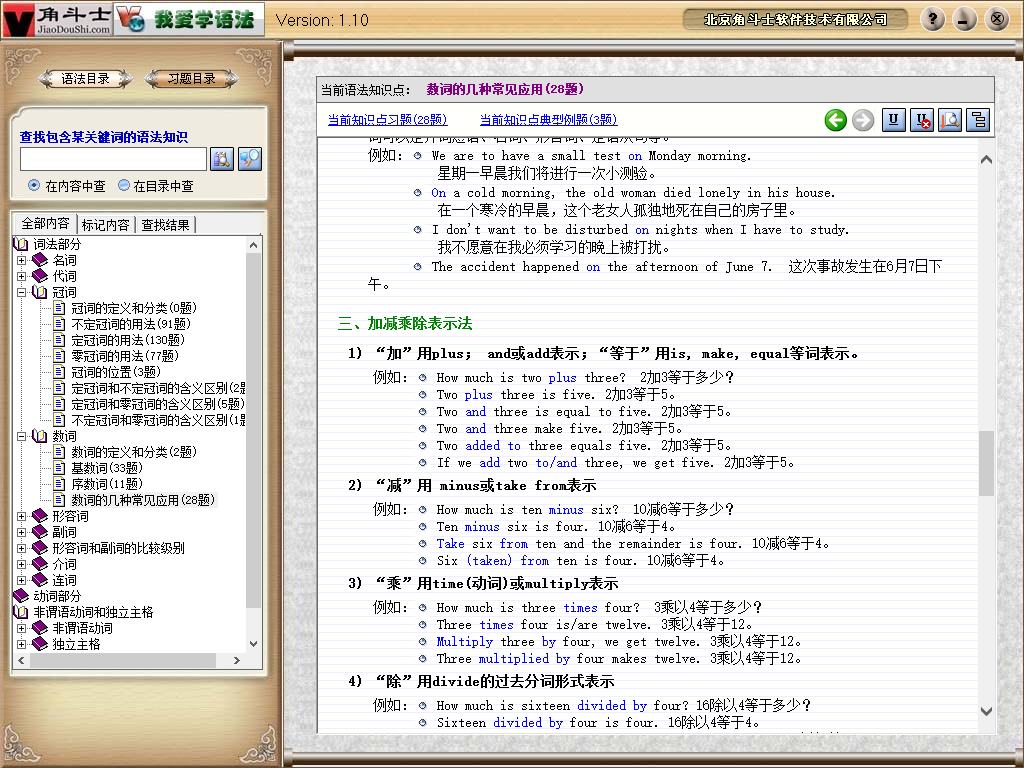 角斗士
JiaoDouShi.com
我爱学语法
Version: 1.10
北京角斗士软件技术有限公司
语法目录
习题目录
查找包含某关键词的语法知识
在内容中查
在目录中查
全部内容
标记内容
查找结果
词法部分
名词
代词
冠词
冠词的定义和分类(0题)
不定冠词的用法(91题)
定冠词的用法(130题)
零冠词的用法(77题)
冠词的位置(3题)
定冠词和不定冠词的含义区别(2题
定冠词和零冠词的含义区别(5题)
不定冠词和零冠词的含义区别(1题
数词
数词的定义和分类(2题)
基数词(33题)
序数词(11题)
数词的几种常见应用(28题)
形容词
副词
形容词和副词的比较级别
介词
连词
动词部分
非谓语动词和独立主格
非谓语动词
独立主格
当前语法知识点： 数词的几种常见应用(28题)
当前知识点习题(28题)
当前知识点典型例题(3题)
例如： We are to have a small test on Monday morning.
星期一早晨我们将进行一次小测验。
On a cold morning, the old woman died lonely in his house.
在一个寒冷的早晨，这个老女人孤独地死在自己的房子里。
I don't want to be disturbed on nights when I have to study.
我不愿意在我必须学习的晚上被打扰。
The accident happened on the afternoon of June 7. 这次事故发生在6月7日下
午。
三、加减乘除表示法
1) “加”用plus; and或add表示；“等于”用is, make, equal等词表示。
例如： How much is two plus three? 2加3等于多少？
Two plus three is five. 2加3等于5。
Two and three is equal to five. 2加3等于5。
Two and three make five. 2加3等于5。
Two added to three equals five. 2加3等于5。
If we add two to/and three, we get five. 2加3等于5。
2) “减”用 minus或take from表示
例如： How much is ten minus six? 10减6等于多少？
Ten minus six is four. 10减6等于4。
Take six from ten and the remainder is four. 10减6等于4。
Six (taken) from ten is four. 10减6等于4。
3) “乘”用time(动词)或multiply表示
例如： How much is three times four? 3乘以4等于多少？
Three times four is/are twelve. 3乘以4等于12。
Multiply three by four, we get twelve. 3乘以4等于12。
Three multiplied by four makes twelve. 3乘以4等于12。
4) “除”用divide的过去分词形式表示
例如： How much is sixteen divided by four? 16除以4等于多少？
Sixteen divided by four is four. 16除以4等于4。